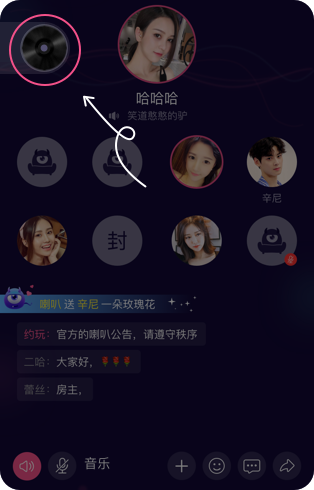 哈哈哈
笑道憨憨的驴
辛尼
封
喇叭 送 辛尼 一朵玫瑰花
约玩：官方的喇叭公告，请遵守秩序
二哈：大家好，
蕾丝：房主，
音乐